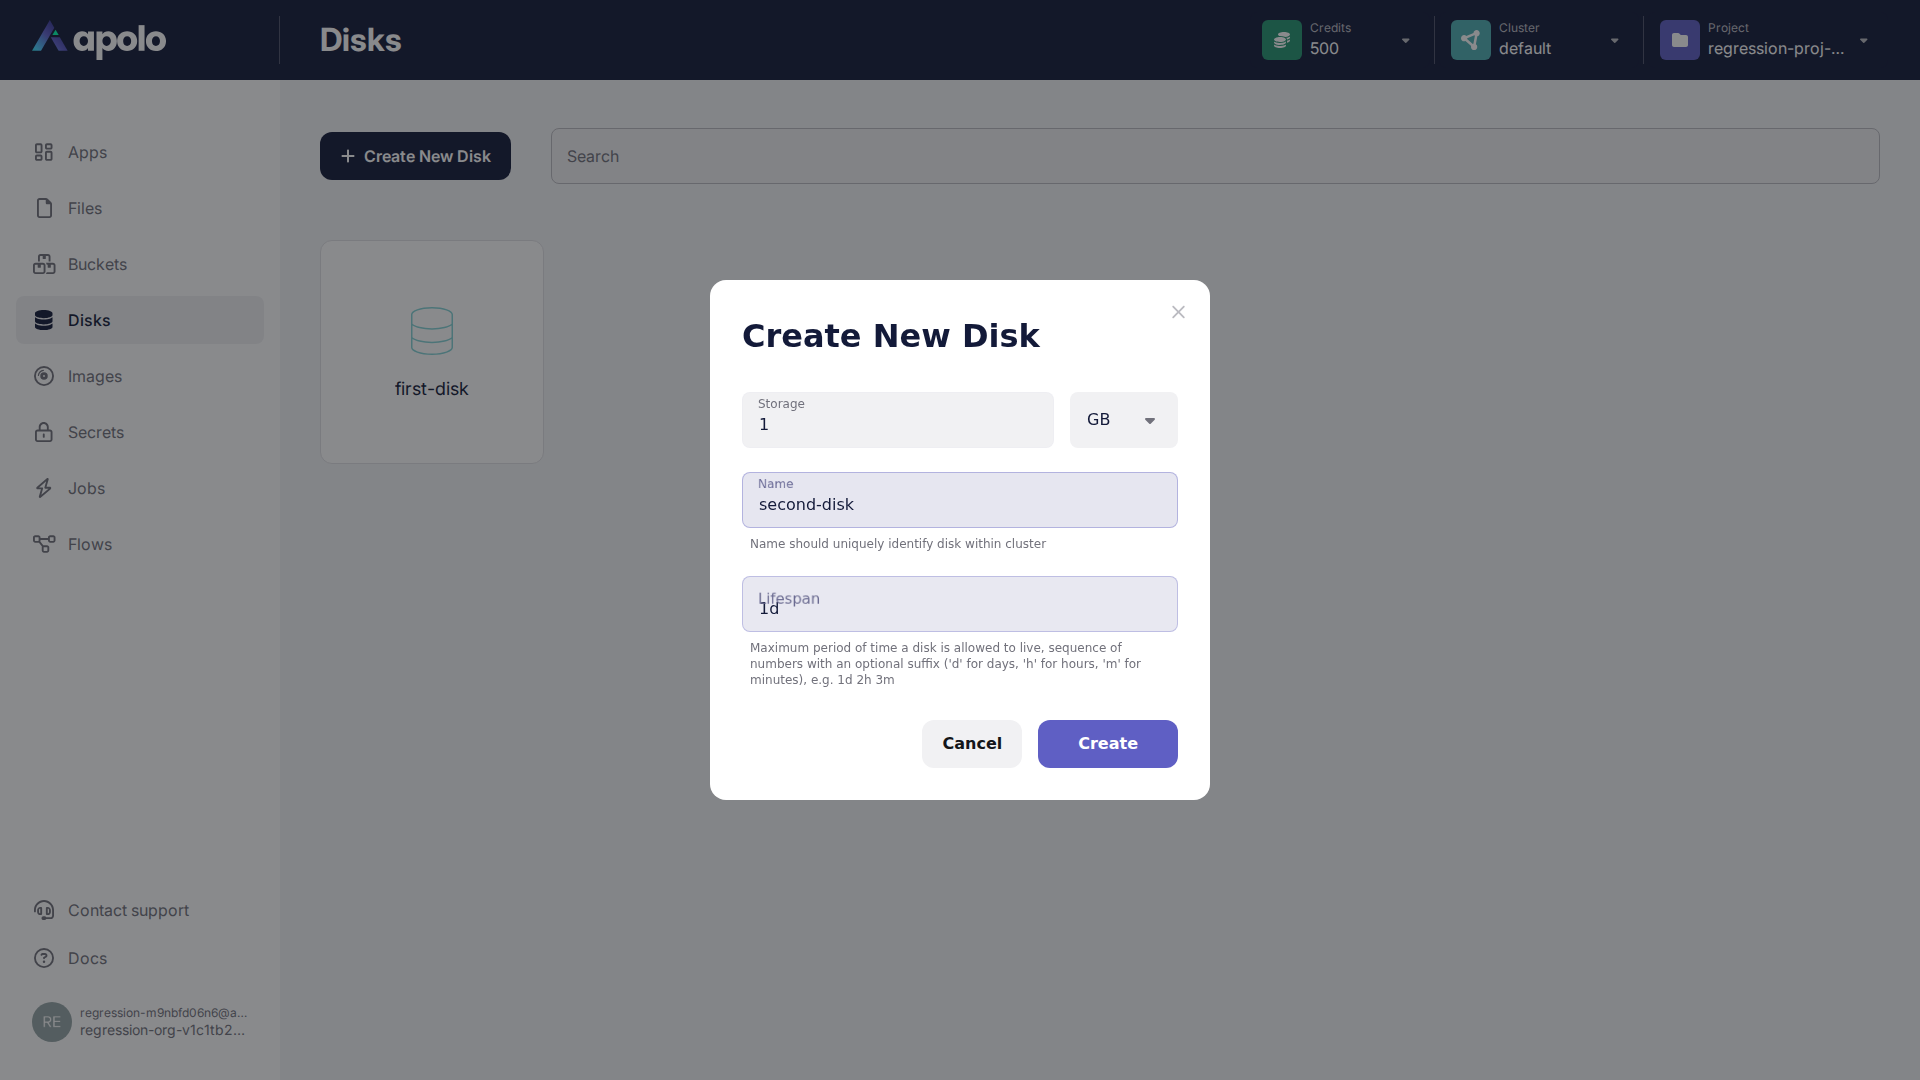 apolo
Disks
Credits
500
Cluster
default
Project
regression-proj-...
Apps
Files
Buckets
Disks
Images
Secrets
Jobs
Flows
Create New Disk
Search
first-disk
Create New Disk
Storage
1
GB
Name
second-disk
Name should uniquely identify disk within cluster
Lifespan
1d
Maximum period of time a disk is allowed to live, sequence of
numbers with an optional suffix ('d' for days, 'h' for hours, 'm' for
minutes), e.g. 1d 2h 3m
Cancel
Create
Contact support
Docs
RE
regression-m9nbfd06n6@a...
regression-org-v1c1tb2...